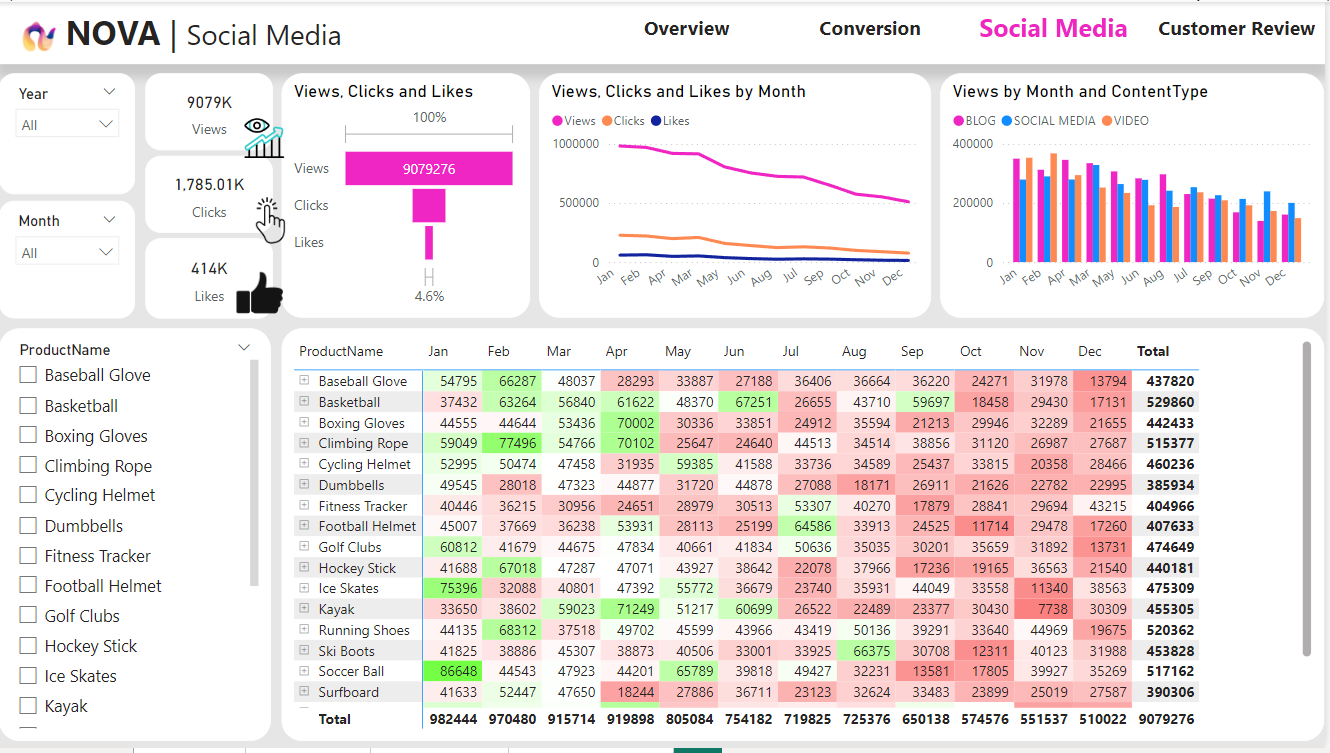 NOVA | Social Media
Overview
Conversion
Social Media
Customer Review
Year
All
Month
All
9079K
Views
1,785.01K
Clicks
414K
Likes
Views, Clicks and Likes
100%
Views
9079276
Clicks
Likes
4.6%
Views, Clicks and Likes by Month
Views Clicks Likes
1000000
500000
0
Jan Feb Apr Mar May Jun Aug Jul Sep Oct Nov Dec
Views by Month and ContentType
BLOG SOCIAL MEDIA VIDEO
400000
200000
0
Jan Feb Apr Mar May Jun Aug Jul Sep Oct Nov Dec
ProductName
Baseball Glove
Basketball
Boxing Gloves
Climbing Rope
Cycling Helmet
Dumbbells
Fitness Tracker
Football Helmet
Golf Clubs
Hockey Stick
Ice Skates
Kayak
ProductName Jan Feb Mar Apr May Jun Jul Aug Sep Oct Nov Dec Total
Baseball Glove 54795 66287 48037 28293 33887 27188 36406 36664 36220 24271 31978 13794 437820
Basketball 37432 63264 56840 61622 48370 67251 26655 43710 59697 18458 29430 17131 529860
Boxing Gloves 44555 44644 53436 70002 30336 33851 24912 35594 21213 29946 32289 21655 442433
Climbing Rope 59049 77496 54766 70102 25647 24640 44513 34514 38856 31120 26987 27687 515377
Cycling Helmet 52995 50474 47458 31935 59385 41588 33736 34589 25437 33815 20358 28466 460236
Dumbbells 49545 28018 47323 44877 31720 44878 27088 18171 26911 21626 22782 22995 385934
Fitness Tracker 40446 36215 30956 24651 28979 30513 53307 40270 17879 28841 29694 43215 404966
Football Helmet 45007 37669 36238 53931 28113 25199 64586 33913 24525 11714 29478 17260 407633
Golf Clubs 60812 41679 44675 47834 40661 41834 50636 35035 30201 35659 31892 13731 474649
Hockey Stick 41688 67018 47287 47071 43927 38642 22078 37966 17236 19165 36563 21540 440181
Ice Skates 75396 32088 40801 47392 55772 36679 23740 35931 44049 33558 11340 38563 475309
Kayak 33650 38602 59023 71249 51217 60699 26522 22489 23377 30430 7738 30309 455305
Running Shoes 44135 68312 37518 49702 45599 43966 43419 50136 39291 33640 44969 19675 520362
Ski Boots 41825 38886 45307 38873 40506 33001 33925 66375 30708 12311 40123 31988 453828
Soccer Ball 86648 44543 47923 44201 65789 39818 49427 32231 13581 17805 39927 35269 517162
Surfboard 41633 52447 47650 18244 27886 36711 23123 32624 33483 23899 25019 27587 390306
Total 982444 970480 915714 919898 805084 754182 719825 725376 650138 574576 551537 510022 9079276